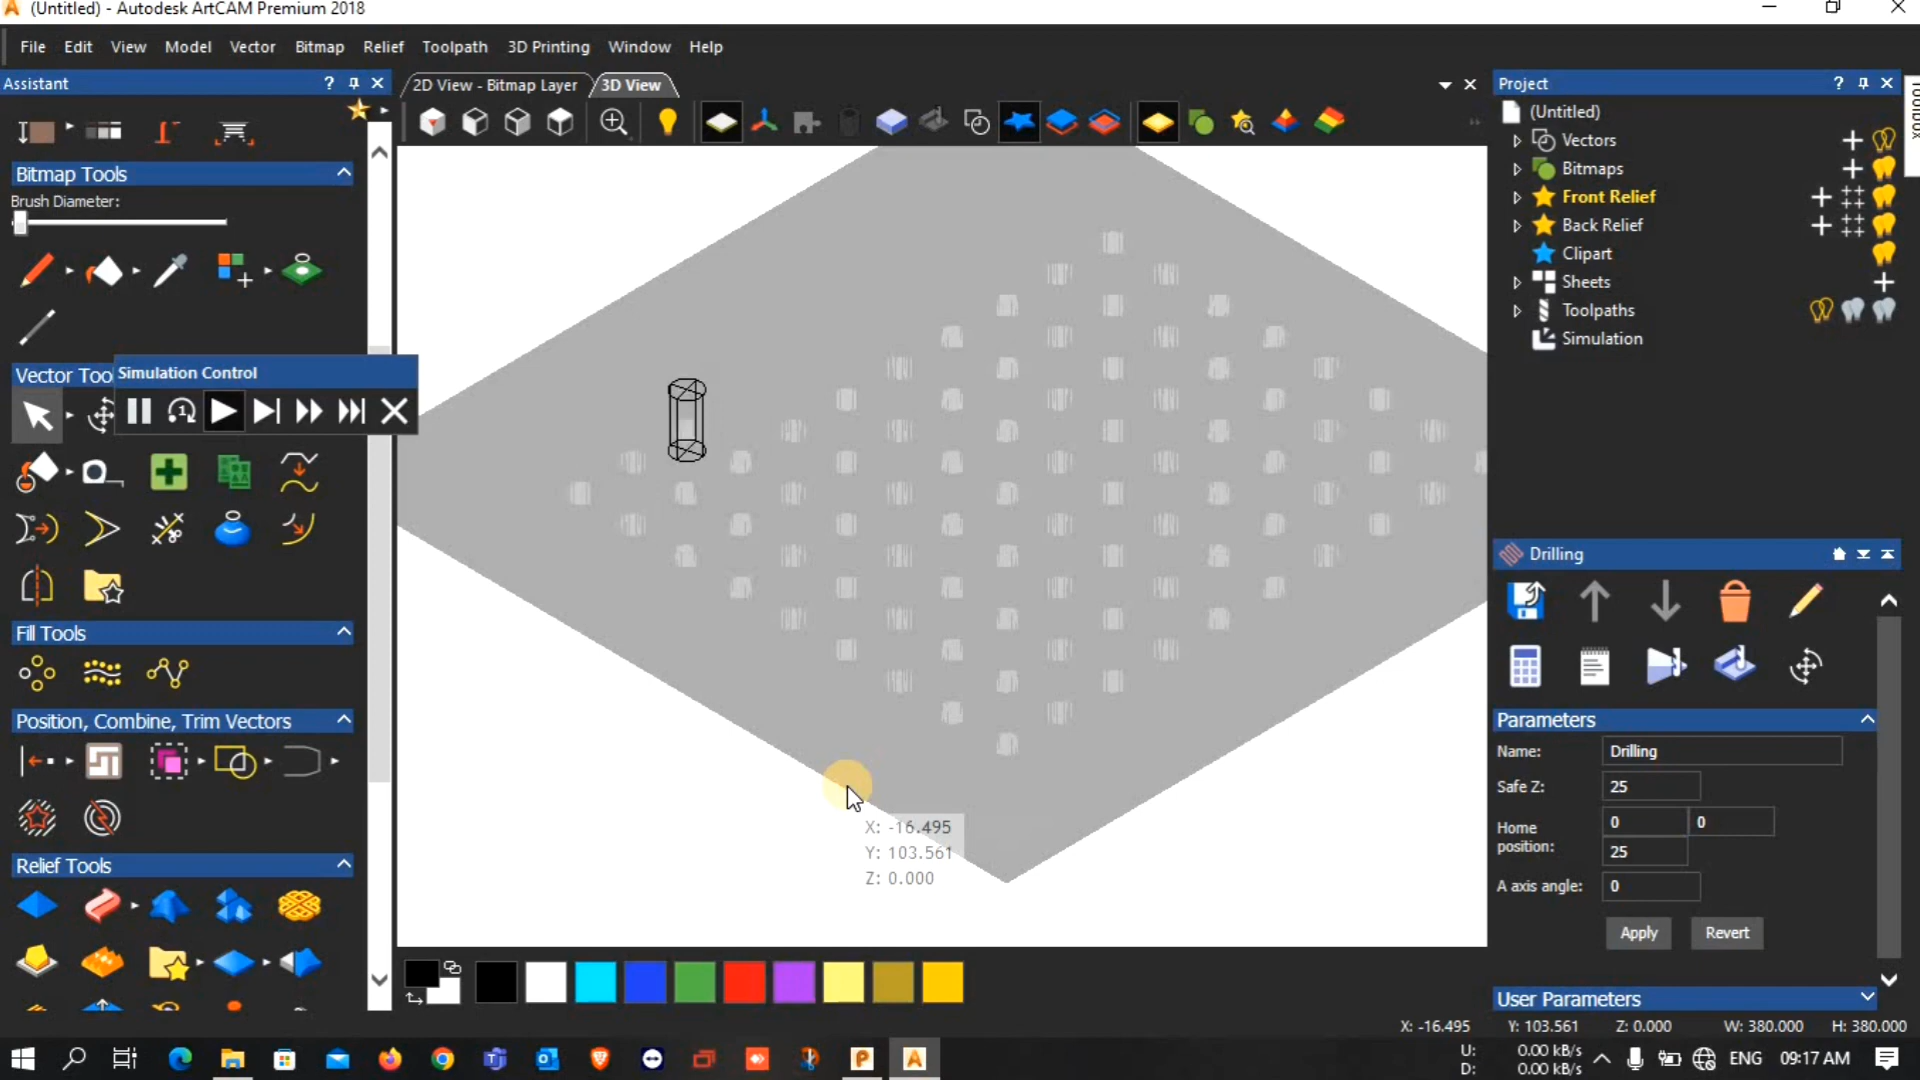 (Untitled) - Autodesk ArtCAM Premium 2018
File Edit View Model Vector Bitmap Relief Toolpath 3D Printing Window Help
Assistant ?
2D View - Bitmap Layer 3D View
Project ?
(Untitled)
Vectors
Bitmaps
Front Relief
Back Relief
Clipart
Sheets
Toolpaths
Simulation
Bitmap Tools
Brush Diameter:
Vector Too
Simulation Control
1
Fill Tools
Position, Combine, Trim Vectors
Relief Tools
X: -16.495
Y: 103.561
Z: 0.000
Drilling
Parameters
Name: Drilling
Safe Z: 25
Home position: 0 0
25
A axis angle: 0
Apply Revert
User Parameters
X: -16.495 Y: 103.561 Z: 0.000 W: 380.000 H: 380.000
U: 0.00 kB/s
D: 0.00 kB/s
ENG 09:17 AM